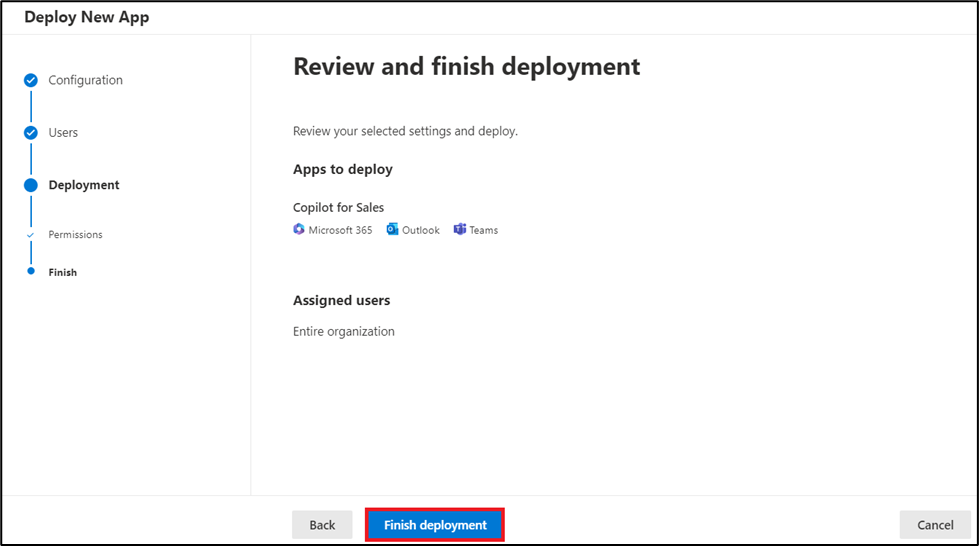 Deploy New App
Configuration
Users
Deployment
Permissions
Finish
Review and finish deployment
Review your selected settings and deploy.
Apps to deploy
Copilot for Sales
Microsoft 365 Outlook Teams
Assigned users
Entire organization
Back Finish deployment Cancel